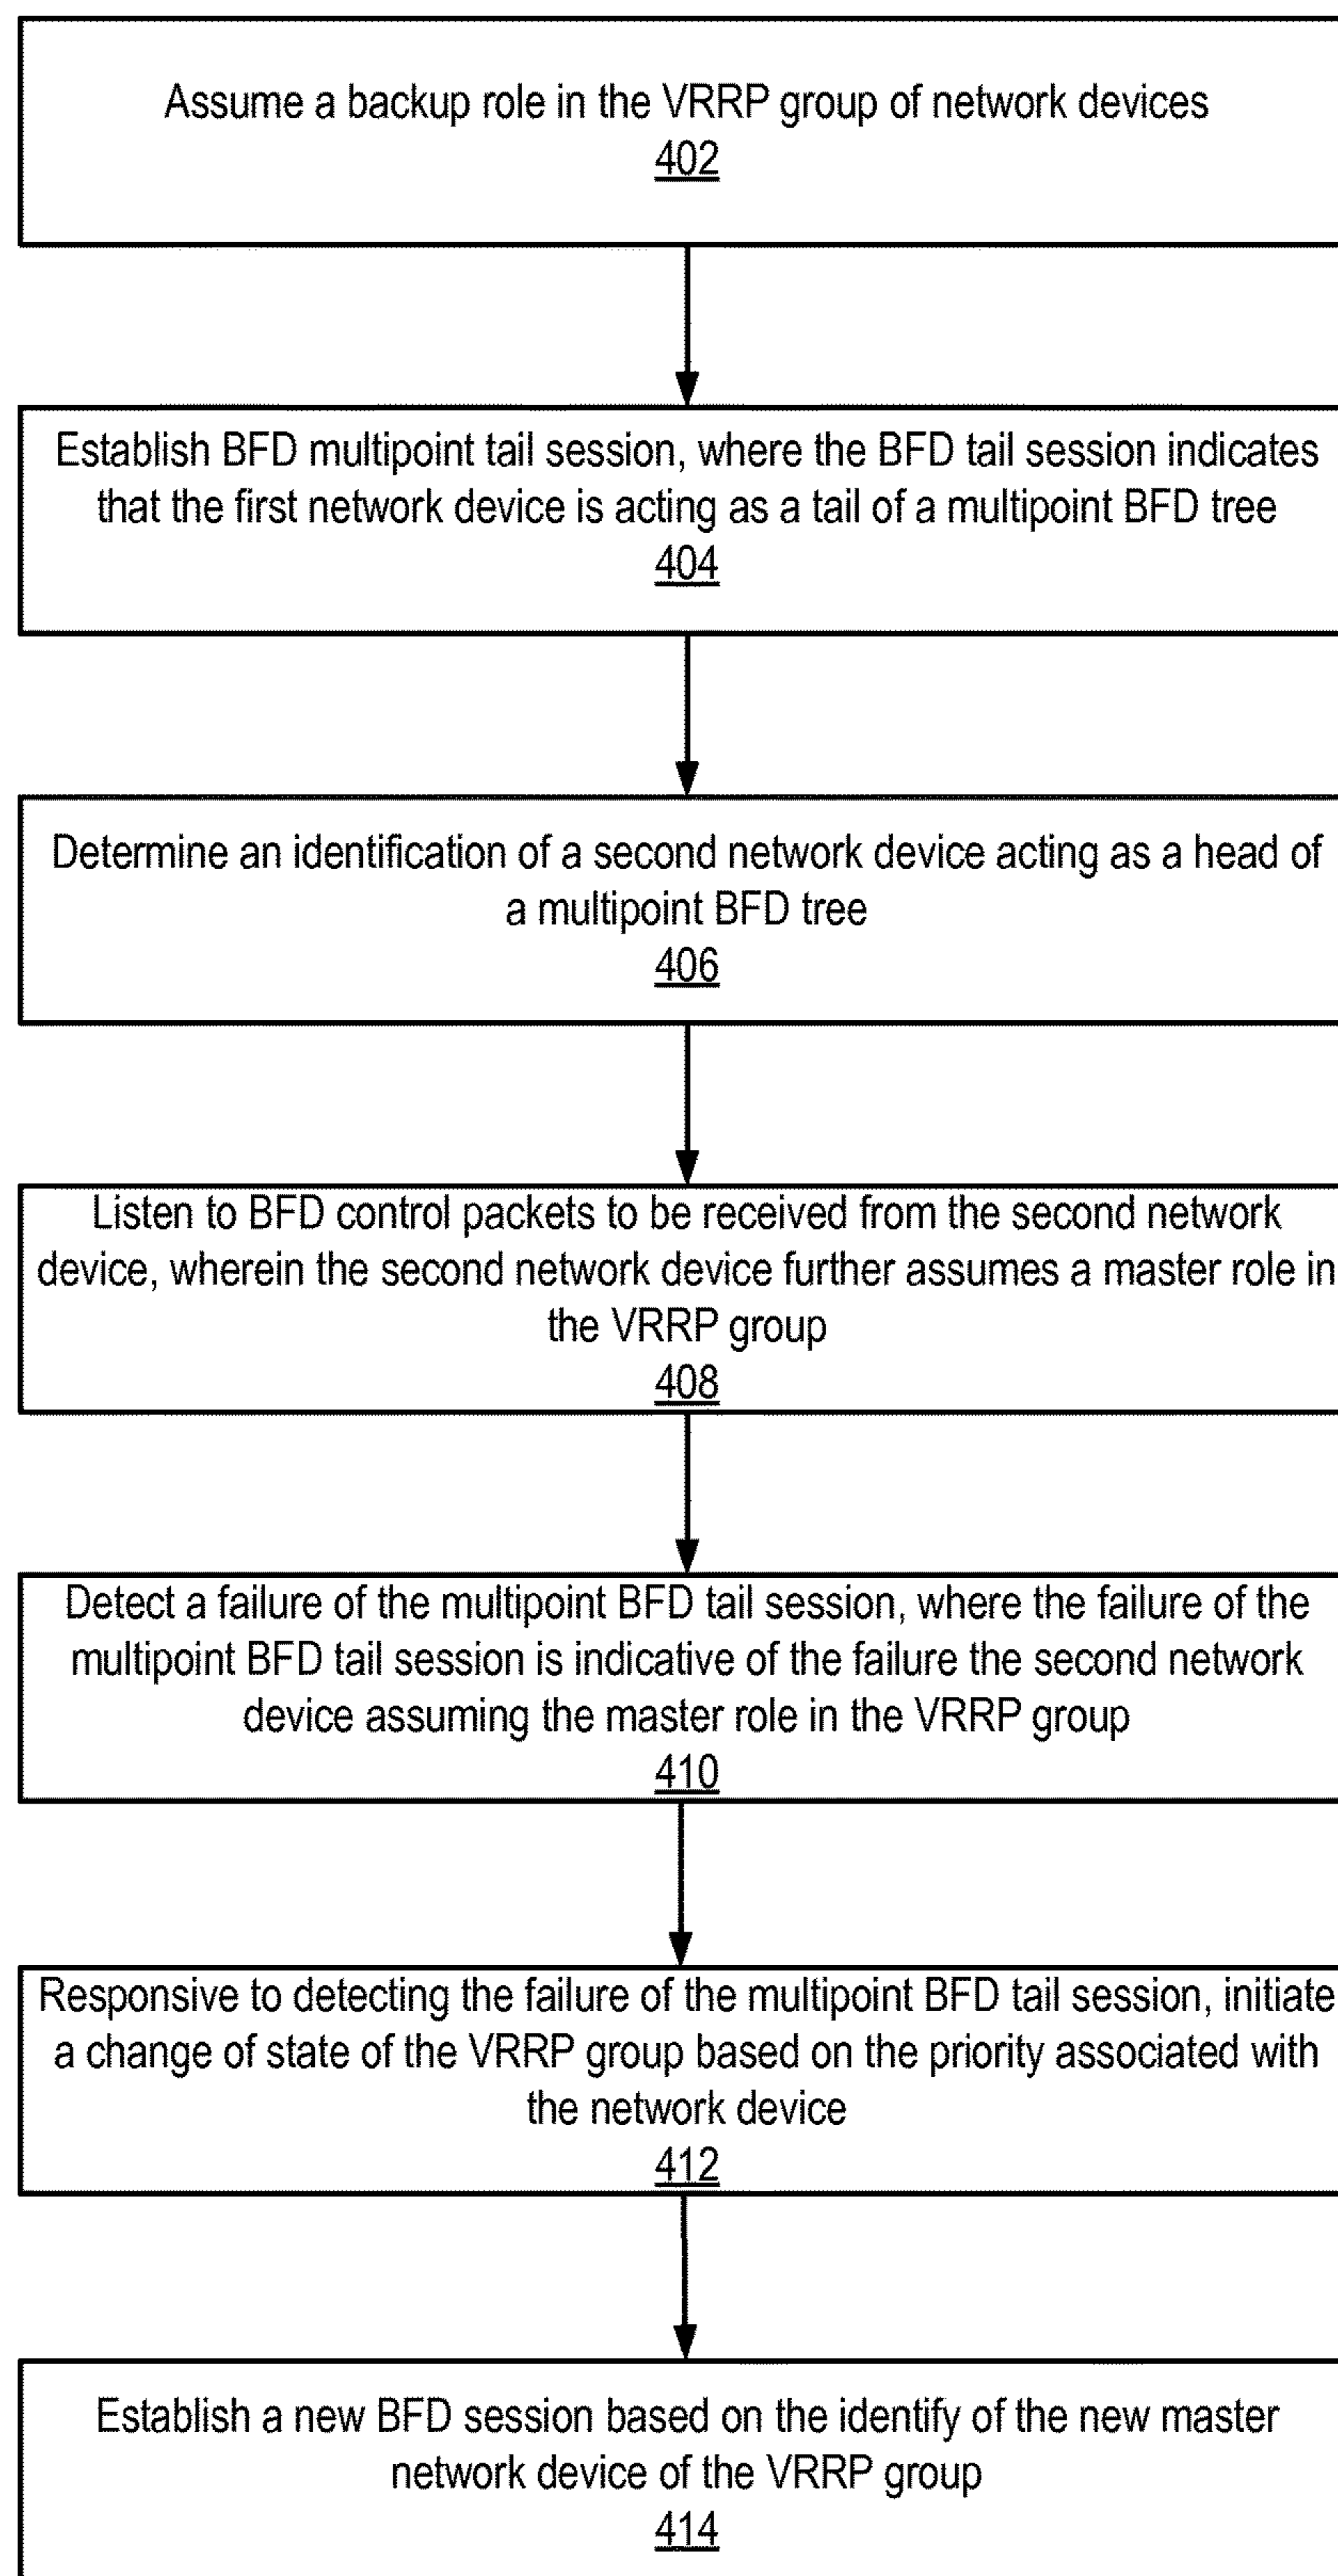 Assume a backup role in the VRRP group of network devices
402
Establish BFD multipoint tail session, where the BFD tail session indicates
that the first network device is acting as a tail of a multipoint BFD tree
404
Determine an identification of a second network device acting as a head of
a multipoint BFD tree
406
Listen to BFD control packets to be received from the second network
device, wherein the second network device further assumes a master role in
the VRRP group
408
Detect a failure of the multipoint BFD tail session, where the failure of the
multipoint BFD tail session is indicative of the failure the second network
device assuming the master role in the VRRP group
410
Responsive to detecting the failure of the multipoint BFD tail session, initiate
a change of state of the VRRP group based on the priority associated with
the network device
412
Establish a new BFD session based on the identify of the new master
network device of the VRRP group
414